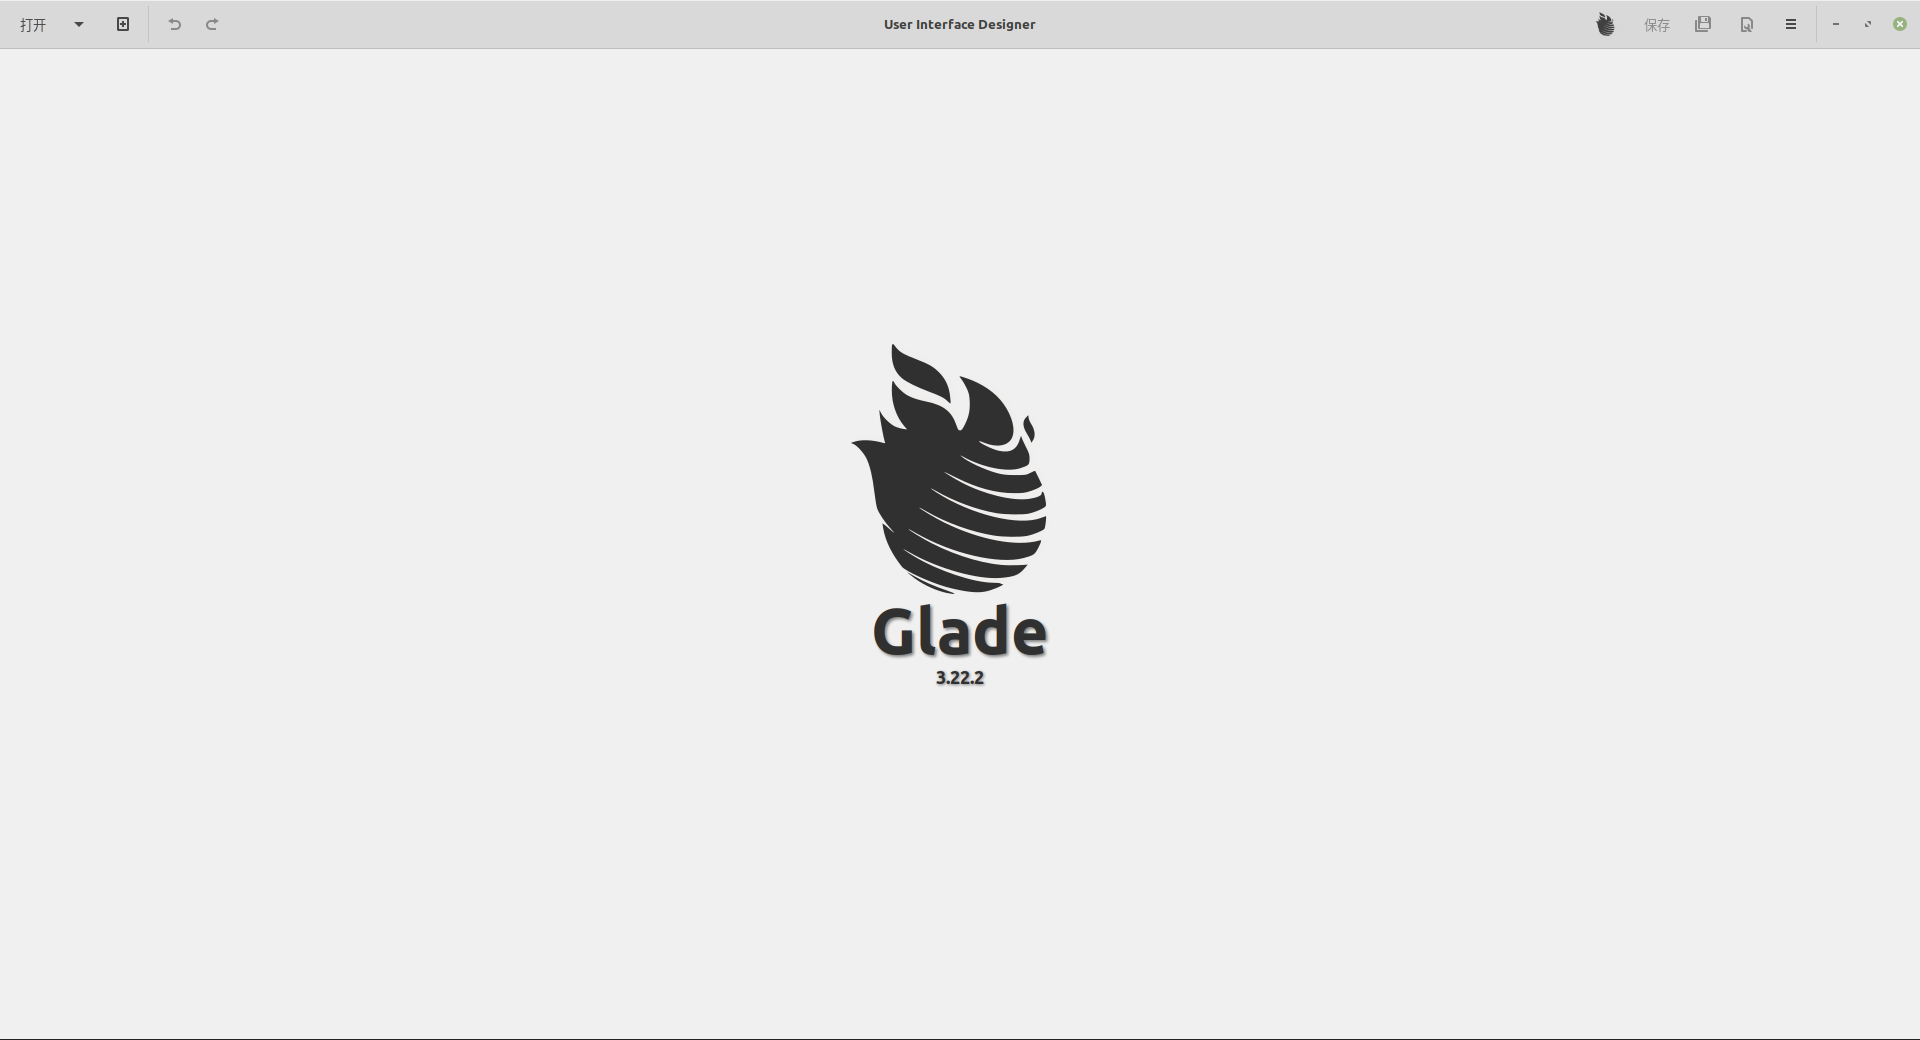 打开
User Interface Designer
保存
Glade
3.22.2